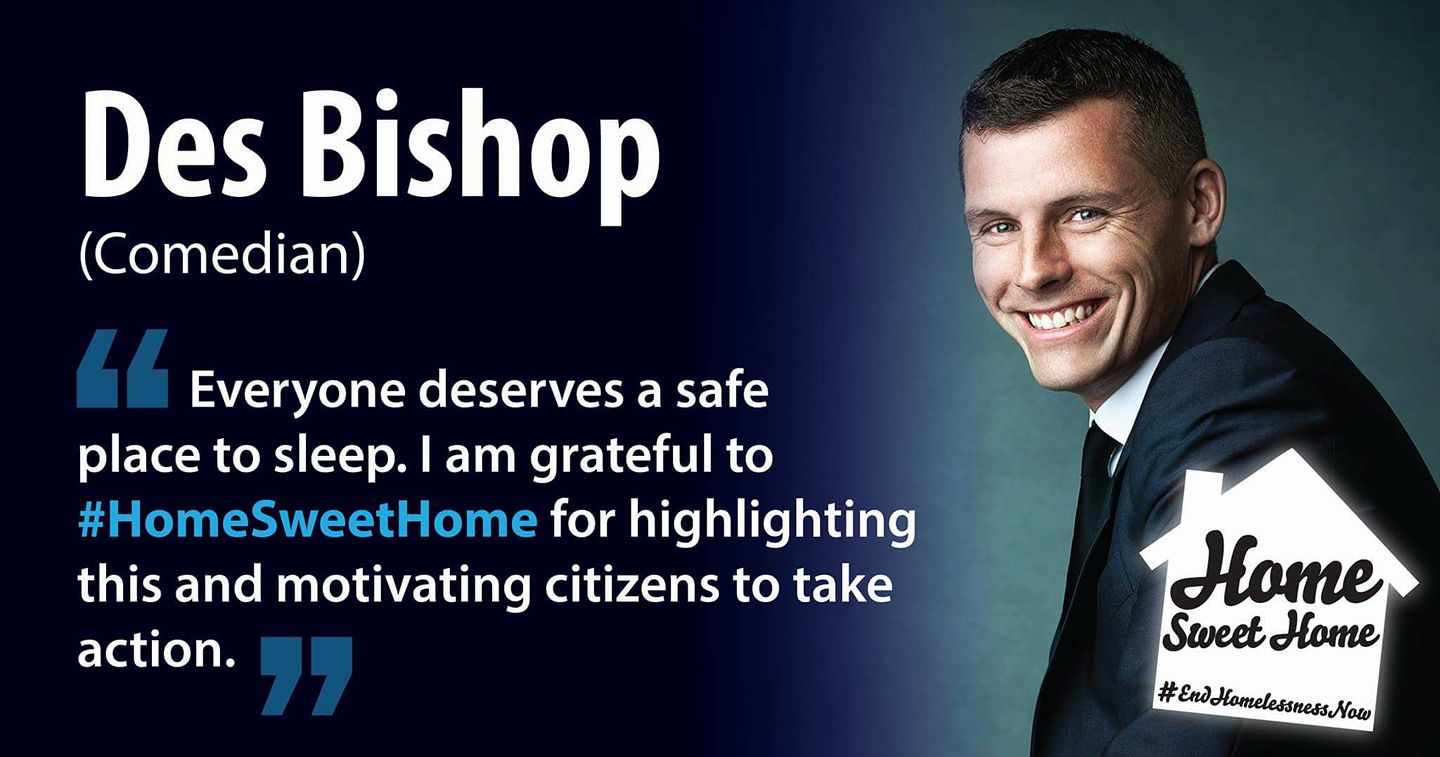 Des Bishop
(Comedian)
“ Everyone deserves a safe
place to sleep. I am grateful to
#HomeSweetHome for highlighting
this and motivating citizens to take
action. ”
Home
Sweet Home
#EndHomelessnessNow